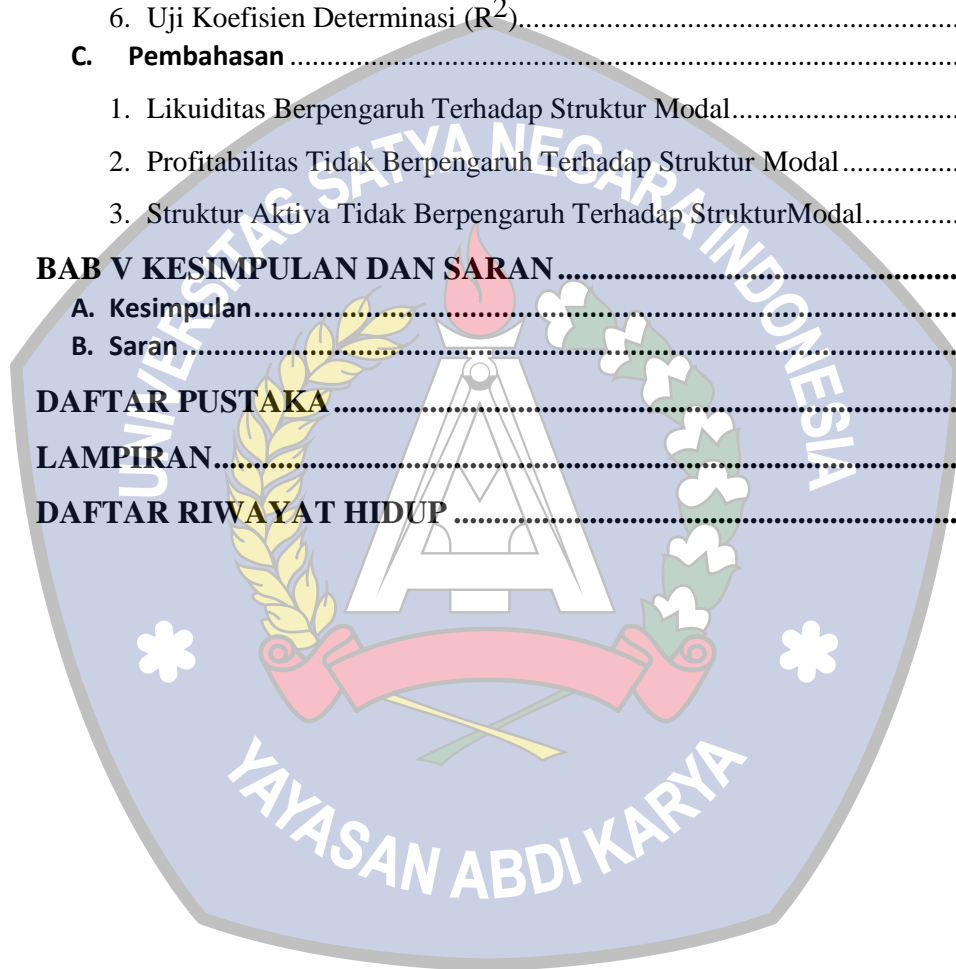 6. Uji Koefisien Determinasi (R2)....................................................
C. Pembahasan....................................................
1. Likuiditas Berpengaruh Terhadap Struktur Modal..............................
2. Profitabilitas Tidak Berpengaruh Terhadap Struktur Modal................
3. Struktur Aktiva Tidak Berpengaruh Terhadap StrukturModal.............
BAB V KESIMPULAN DAN SARAN..............................................
A. Kesimpulan....................................................
B. Saran....................................................
DAFTAR PUSTAKA....................................................
LAMPIRAN....................................................
DAFTAR RIWAYAT HIDUP....................................................
UNIVERSITAS SATYA NEGARA INDONESIA
YAYASAN ABDI KARYA